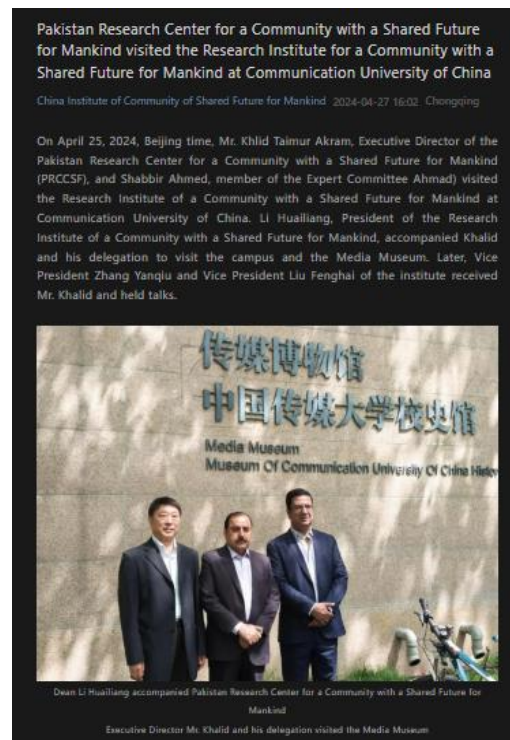 Pakistan Research Center for a Community with a Shared Future
for Mankind visited the Research Institute for a Community with a
Shared Future for Mankind at Communication University of China
China Institute of Community of Shared Future for Mankind 2024-04-27 16:02 Chongqing
On April 25, 2024, Beijing time, Mr. Khlid Taimur Akram, Executive Director of the
Pakistan Research Center for a Community with a Shared Future for Mankind
(PRCCSF), and Shabbir Ahmed, member of the Expert Committee Ahmad) visited
the Research Institute of a Community with a Shared Future for Mankind at
Communication University of China. Li Huailiang, President of the Research
Institute of a Community with a Shared Future for Mankind, accompanied Khalid
and his delegation to visit the campus and the Media Museum. Later, Vice
President Zhang Yanqiu and Vice President Liu Fenghai of the institute received
Mr. Khalid and held talks.
传媒博物馆
中国传媒大学校史馆
Media Museum
Museum Of Communication University Of China History
Dean Li Huailiang accompanied Pakistan Research Center for a Community with a Shared Future for
Mankind
Executive Director Mr. Khalid and his delegation visited the Media Museum